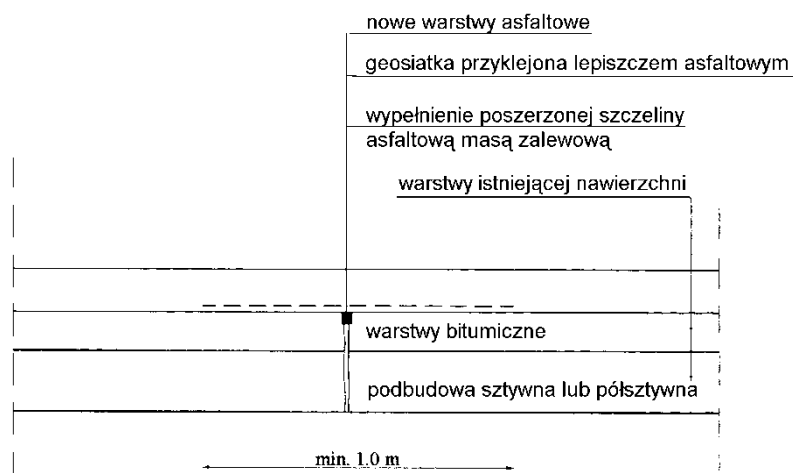 nowe warstwy asfaltowe
geosiatka przyklejona lepiszczem asfaltowym
wypełnienie poszerzonej szczeliny
asfaltową masą zalewową
warstwy istniejącej nawierzchni
warstwy bitumiczne
podbudowa sztywna lub półsztywna
min. 1.0 m